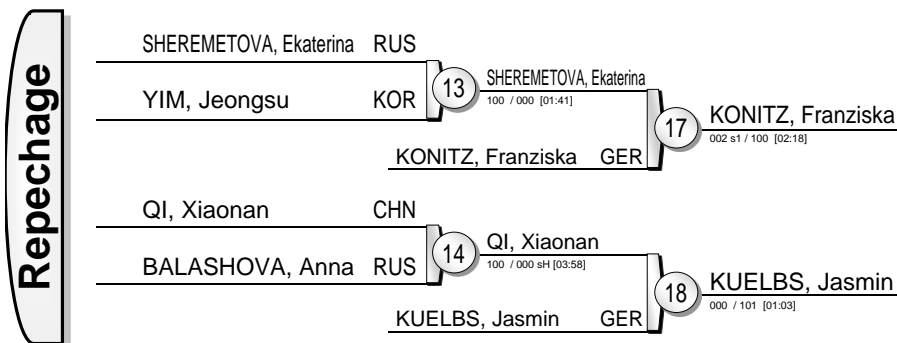 Repechage
SHEREMETOVA, Ekaterina RUS
YIM, Jeongsu KOR
13
SHEREMETOVA, Ekaterina
100 / 000 [01:41]
KONITZ, Franziska GER
17
KONITZ, Franziska
002 s1 / 100 [02:18]
QI, Xiaonan CHN
BALASHOVA, Anna RUS
14
QI, Xiaonan
100 / 000 sH [03:58]
KUELBS, Jasmin GER
18
KUELBS, Jasmin
000 / 101 [01:03]